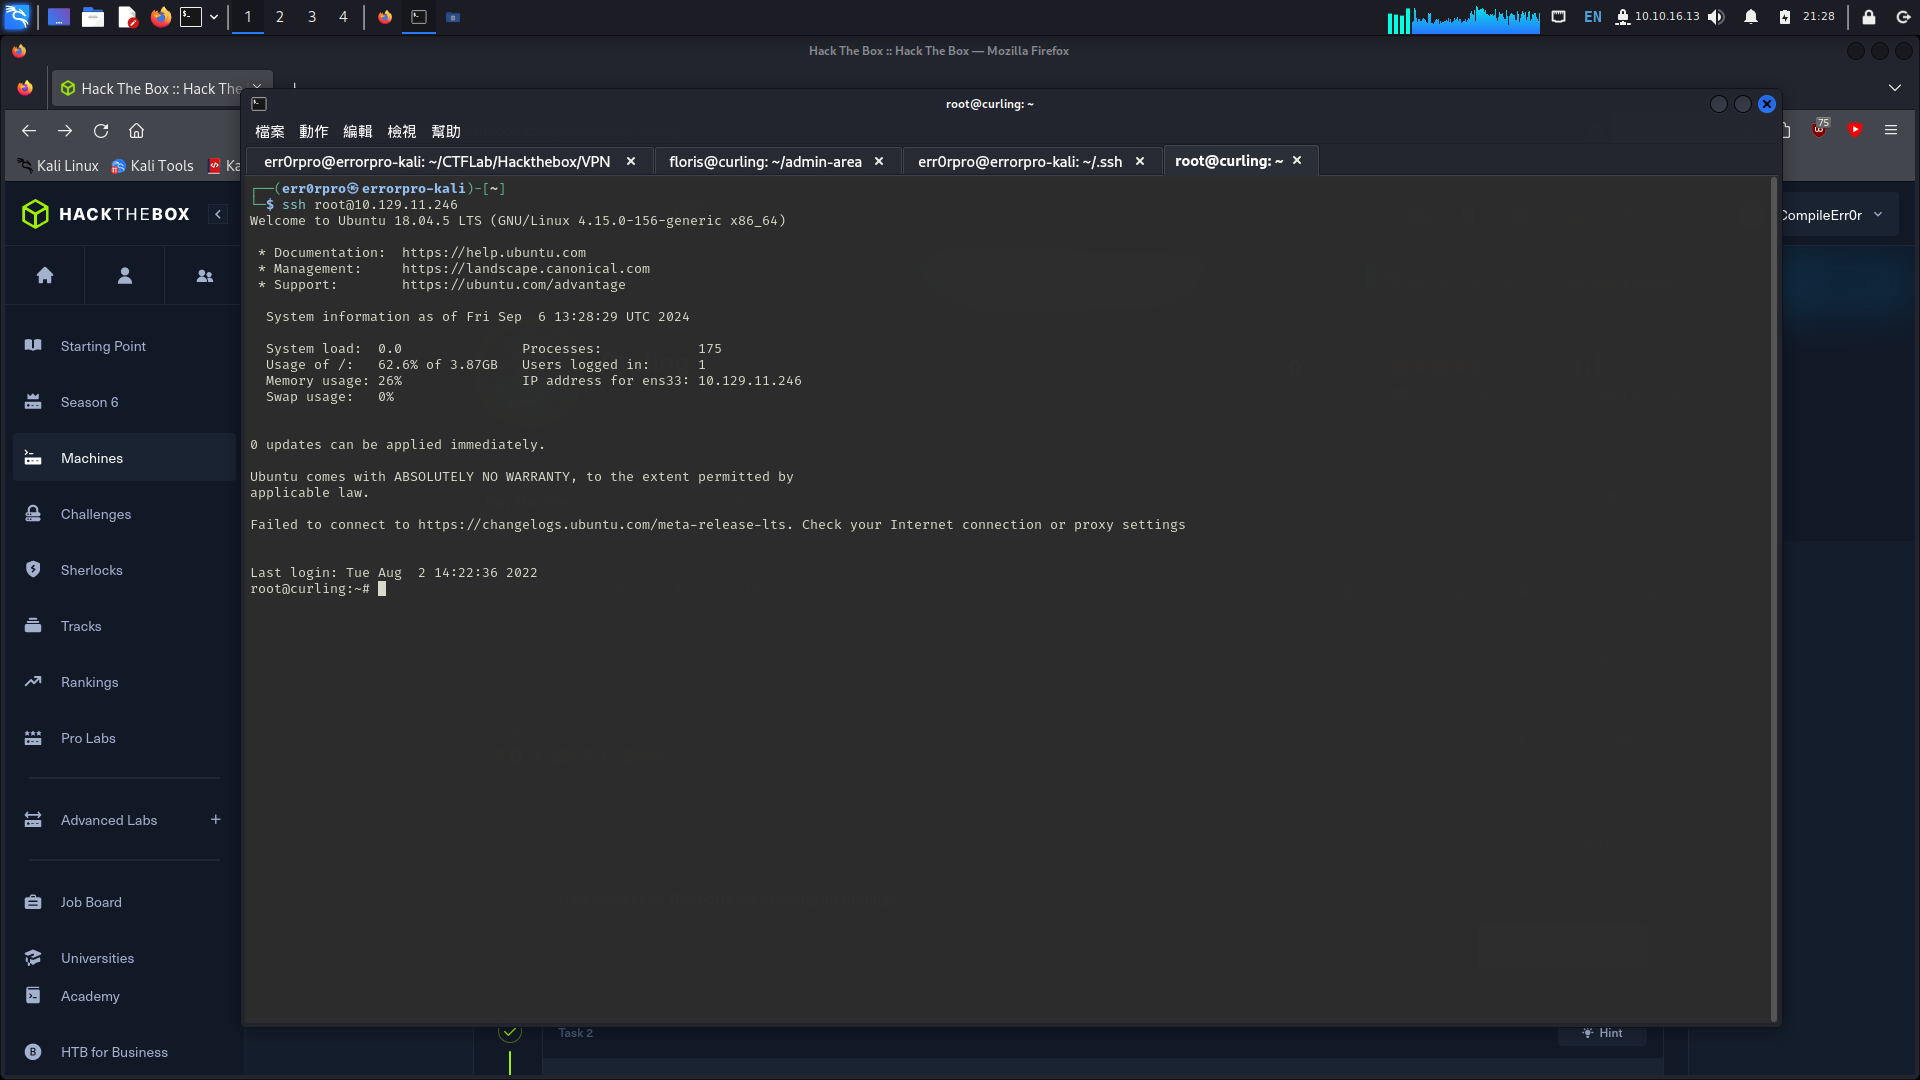 1 2 3 4
EN 10.10.16.13 21:28
Hack The Box :: Hack The Box — Mozilla Firefox
Hack The Box :: Hack The
root@curling: ~
檔案 動作 編輯 檢視 幫助
75
Kali Linux Kali Tools Ka
err0rpro@errorpro-kali: ~/CTFLab/Hackthebox/VPN × floris@curling: ~/admin-area × err0rpro@errorpro-kali: ~/.ssh × root@curling: ~ ×
┌──(err0rpro㉿errorpro-kali)-[~]
└─$ ssh root@10.129.11.246
Welcome to Ubuntu 18.04.5 LTS (GNU/Linux 4.15.0-156-generic x86_64)
* Documentation: https://help.ubuntu.com
* Management: https://landscape.canonical.com
* Support: https://ubuntu.com/advantage
System information as of Fri Sep 6 13:28:29 UTC 2024
System load: 0.0 Processes: 175
Usage of /: 62.6% of 3.87GB Users logged in: 1
Memory usage: 26% IP address for ens33: 10.129.11.246
Swap usage: 0%
0 updates can be applied immediately.
Ubuntu comes with ABSOLUTELY NO WARRANTY, to the extent permitted by
applicable law.
Failed to connect to https://changelogs.ubuntu.com/meta-release-lts. Check your Internet connection or proxy settings
Last login: Tue Aug 2 14:22:36 2022
root@curling:~#
HACKTHEBOX
CompileErr0r
Starting Point
Season 6
Machines
Challenges
Sherlocks
Tracks
Rankings
Pro Labs
Advanced Labs +
Job Board
Universities
Academy
HTB for Business
Task 2
Hint